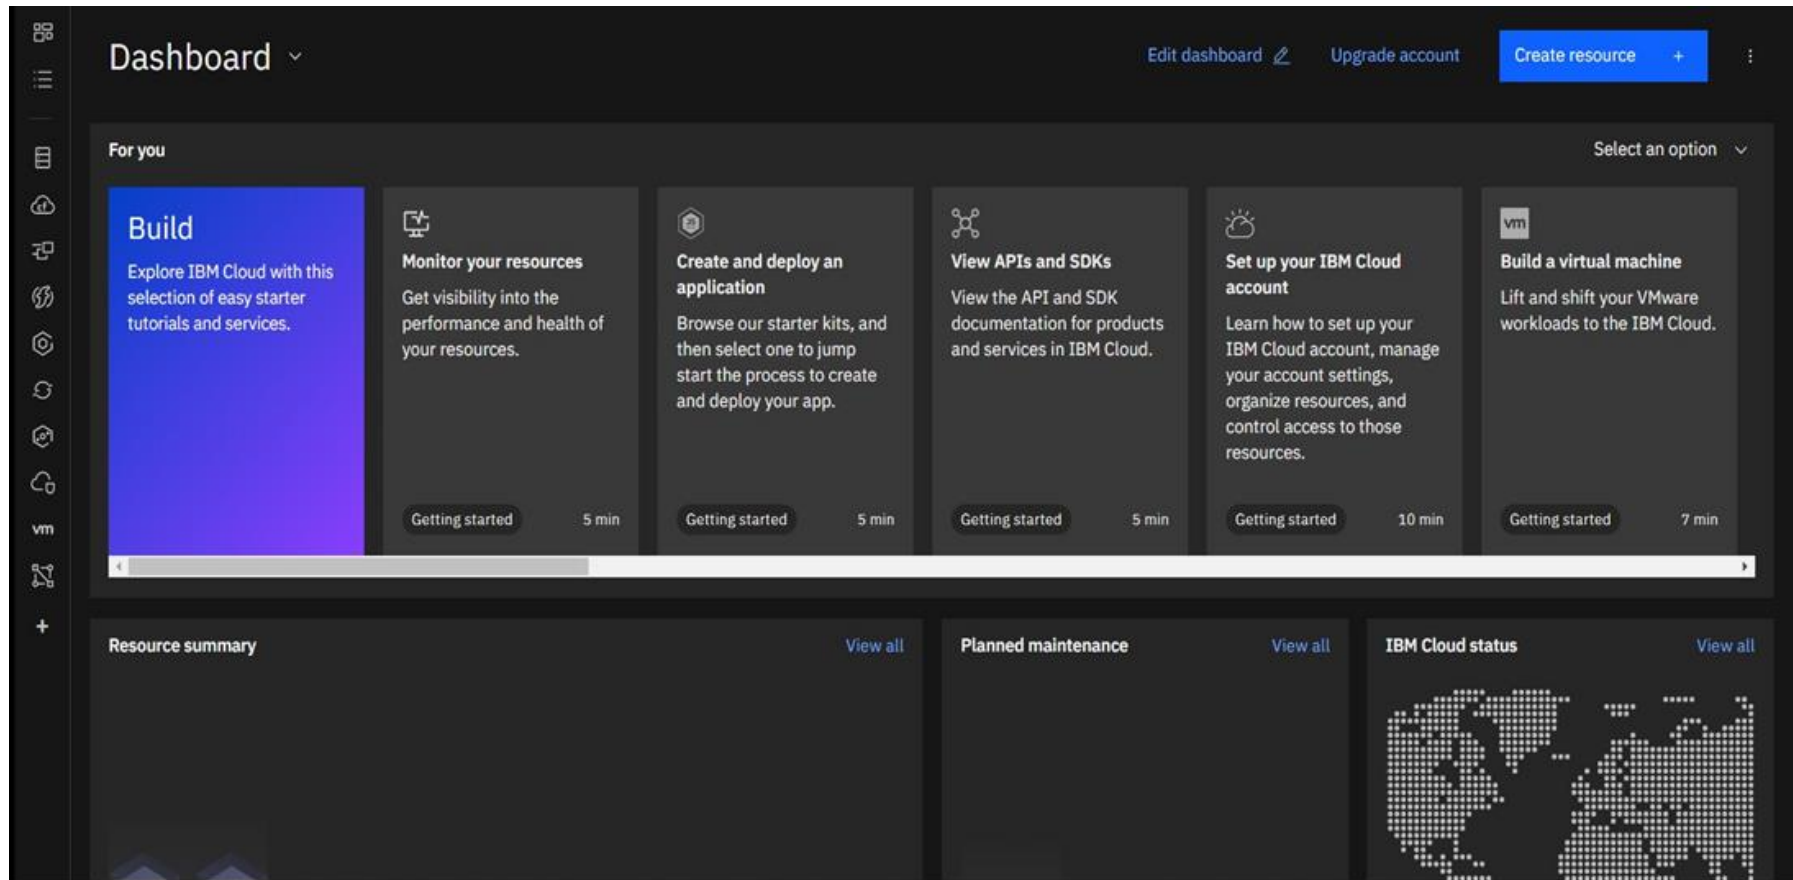 Dashboard
Edit dashboard
Upgrade account
Create resource +
For you
Select an option
Build
Explore IBM Cloud with this
selection of easy starter
tutorials and services.
Monitor your resources
Get visibility into the
performance and health of
your resources.
Getting started 5 min
Create and deploy an
application
Browse our starter kits, and
then select one to jump
start the process to create
and deploy your app.
Getting started 5 min
View APIs and SDKs
View the API and SDK
documentation for products
and services in IBM Cloud.
Getting started 5 min
Set up your IBM Cloud
account
Learn how to set up your
IBM Cloud account, manage
your account settings,
organize resources, and
control access to those
resources.
Getting started 10 min
vm
Build a virtual machine
Lift and shift your VMware
workloads to the IBM Cloud.
Getting started 7 min
vm
+
Resource summary View all
Planned maintenance View all
IBM Cloud status View all